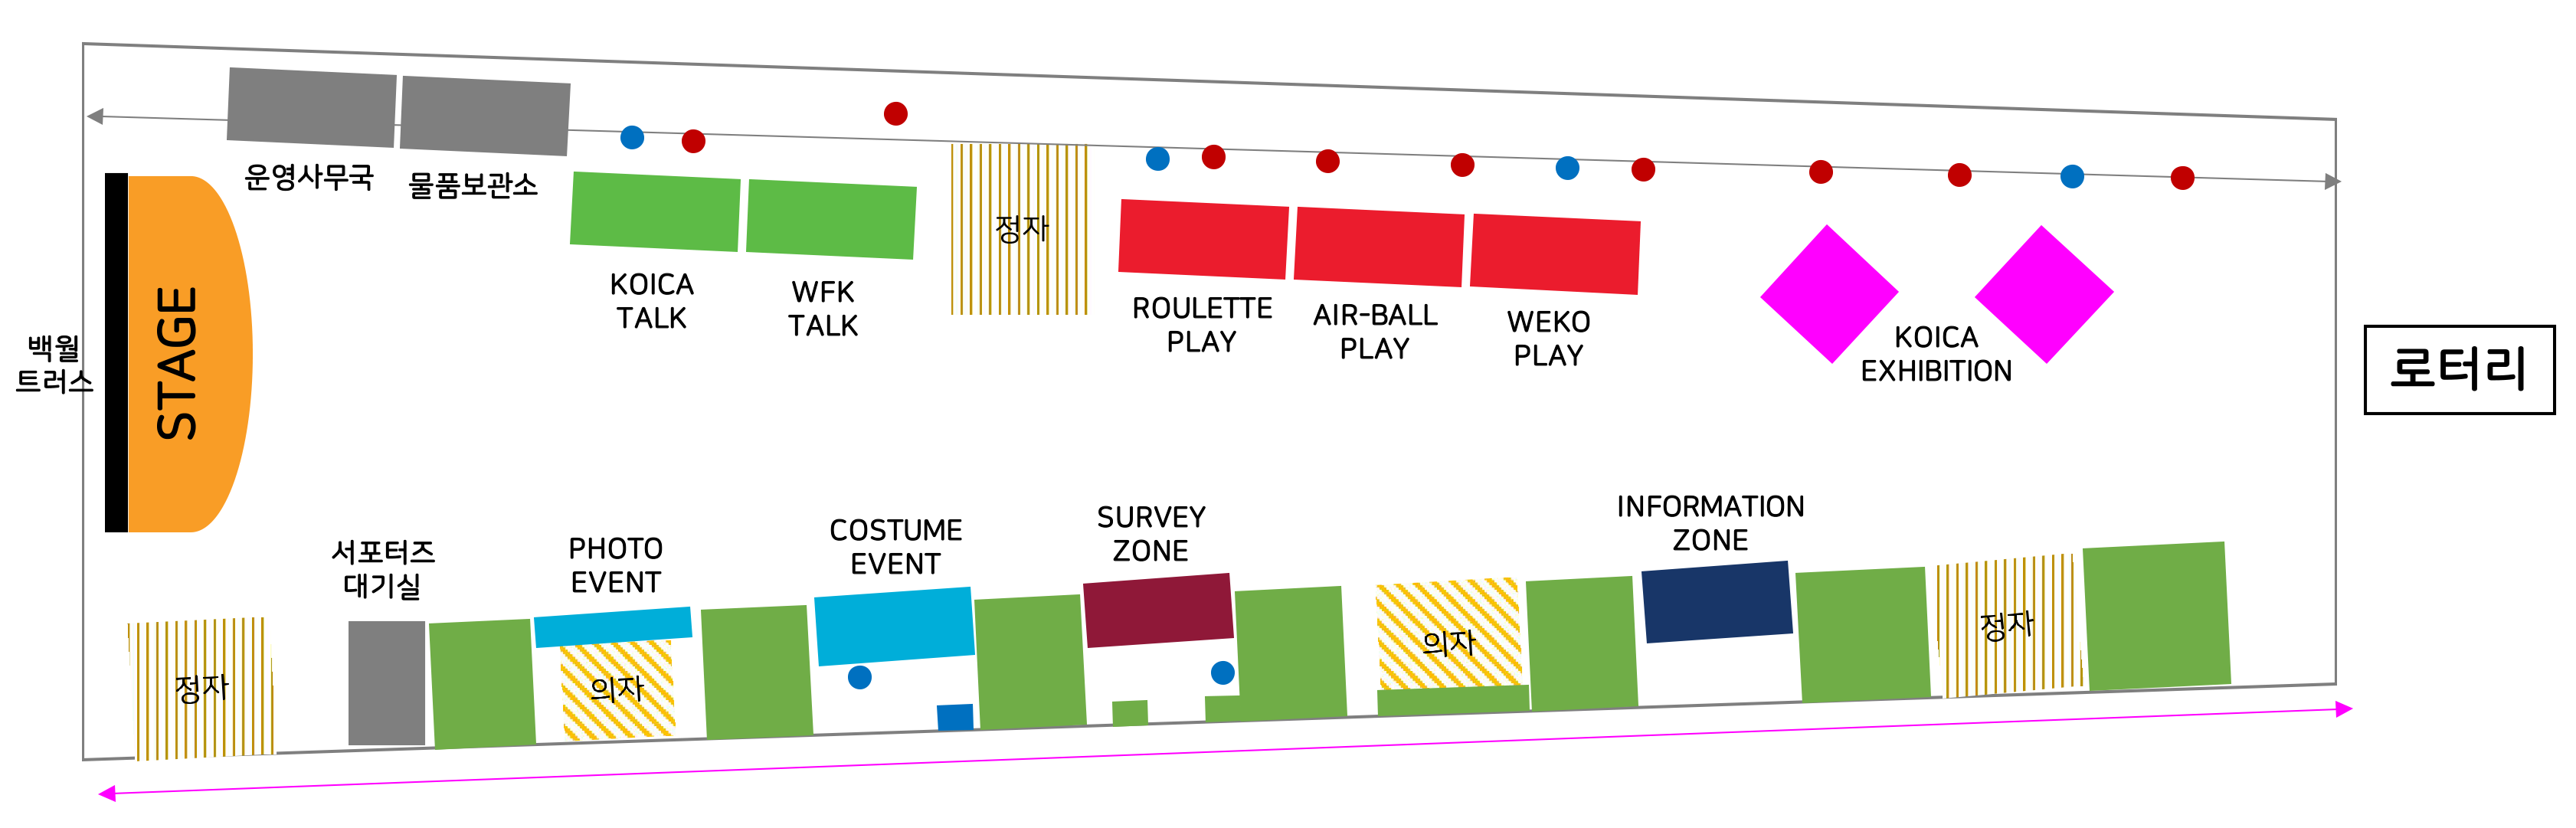 운영사무국
물품보관소
백월
트러스
STAGE
KOICA
TALK
WFK
TALK
정자
ROULETTE
PLAY
AIR-BALL
PLAY
WEKO
PLAY
KOICA
EXHIBITION
로터리
정자
서포터즈
대기실
PHOTO
EVENT
의자
COSTUME
EVENT
SURVEY
ZONE
의자
INFORMATION
ZONE
정자